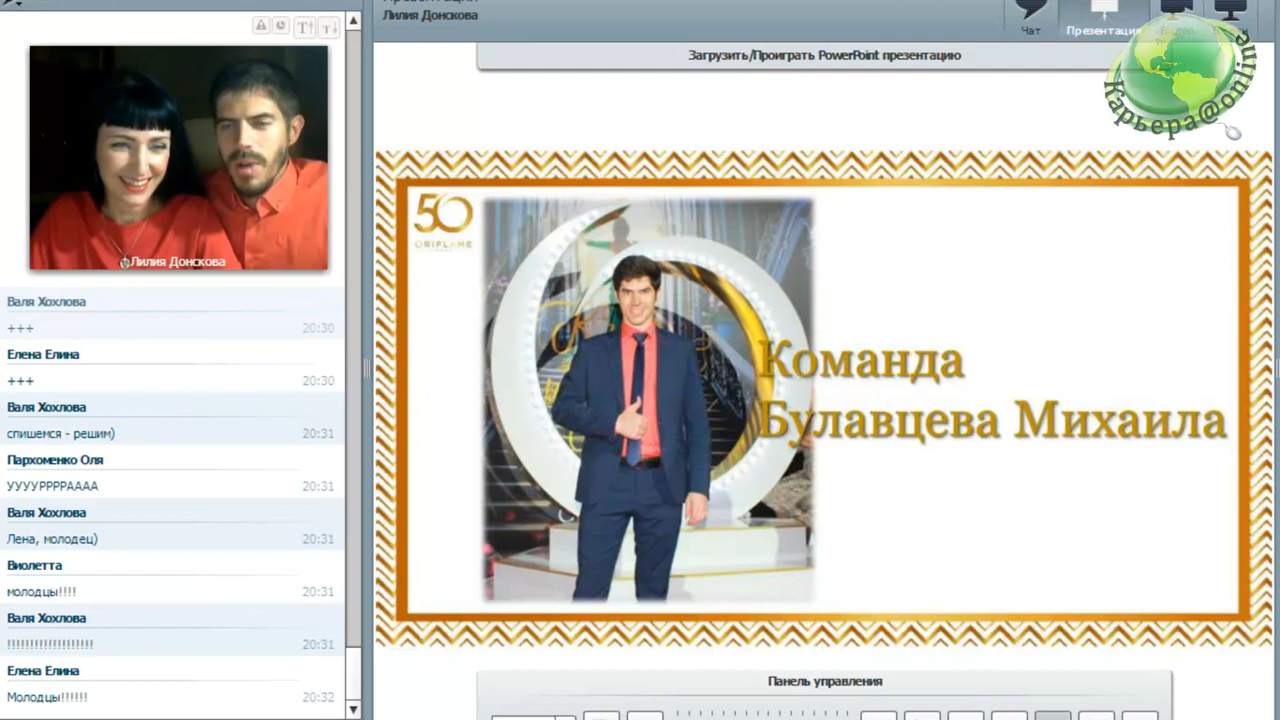 Лилия Донскова
Чат
Презентация
Загрузить/Проиграть PowerPoint презентацию
Карьера@online
Лилия Донскова
Валя Хохлова
+++ 20:30
Елена Елина
+++ 20:30
Валя Хохлова
спишемся - решим) 20:31
Пархоменко Оля
УУУУРРРРАААА 20:31
Валя Хохлова
Лена, молодец) 20:31
Виолетта
молодцы!!!! 20:31
Валя Хохлова
!!!!!!!!!!!!!!!!!!! 20:31
Елена Елина
Молодцы!!!!!! 20:32
50
ORIFLAME
Команда
Булавцева Михаила
Панель управления